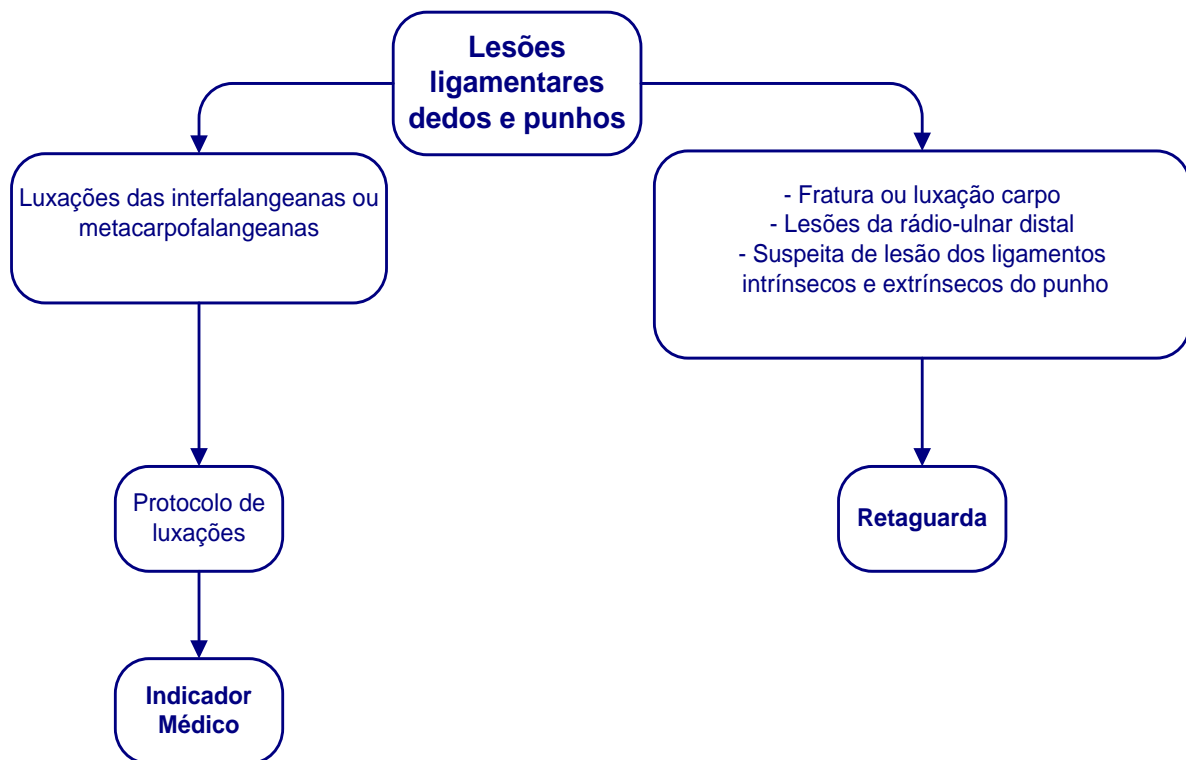 Lesões
ligamentares
dedos e punhos
Luxações das interfalangeanas ou
metacarpofalangeanas
- Fratura ou luxação carpo
- Lesões da rádio-ulnar distal
- Suspeita de lesão dos ligamentos
intrínsecos e extrínsecos do punho
Protocolo de
luxações
Retaguarda
Indicador
Médico